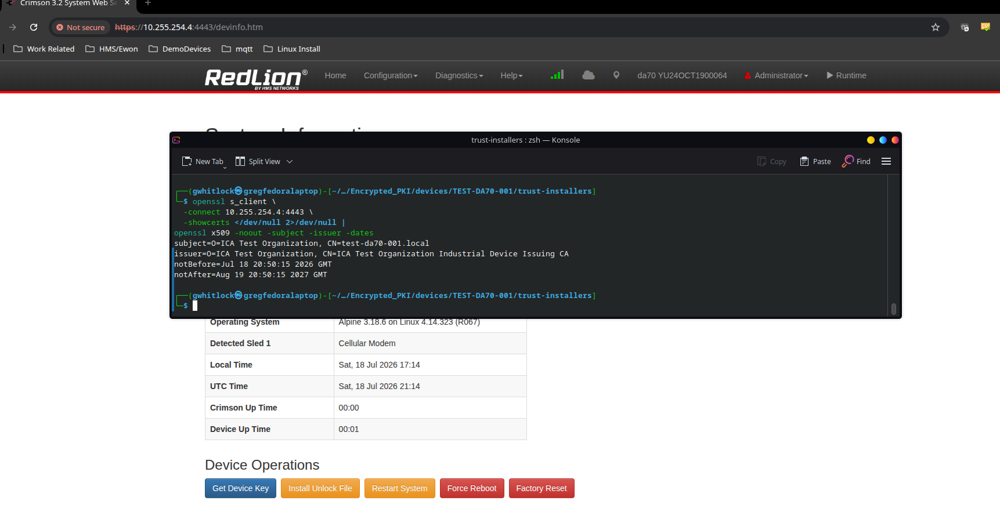 Crimson 3.2 System Web Se
Not secure https://10.255.254.4:4443/devinfo.htm
Work Related HMS/Ewon DemoDevices mqtt Linux Install
RedLion® Home Configuration Diagnostics Help da70 YU24OCT1900064 Administrator Runtime
BY HMS NETWORKS
trust-installers : zsh — Konsole
New Tab Split View Copy Paste Find
(gwhitlock㉿gregfedoralaptop)-[~/…/Encrypted_PKI/devices/TEST-DA70-001/trust-installers]
$ openssl s_client \
-connect 10.255.254.4:4443 \
-showcerts </dev/null 2>/dev/null |
openssl x509 -noout -subject -issuer -dates
subject=O=ICA Test Organization, CN=test-da70-001.local
issuer=O=ICA Test Organization, CN=ICA Test Organization Industrial Device Issuing CA
notBefore=Jul 18 20:50:15 2026 GMT
notAfter=Aug 19 20:50:15 2027 GMT
(gwhitlock㉿gregfedoralaptop)-[~/…/Encrypted_PKI/devices/TEST-DA70-001/trust-installers]
$
Operating System Alpine 3.18.6 on Linux 4.14.323 (R067)
Detected Sled 1 Cellular Modem
Local Time Sat, 18 Jul 2026 17:14
UTC Time Sat, 18 Jul 2026 21:14
Crimson Up Time 00:00
Device Up Time 00:01
Device Operations
Get Device Key Install Unlock File Restart System Force Reboot Factory Reset